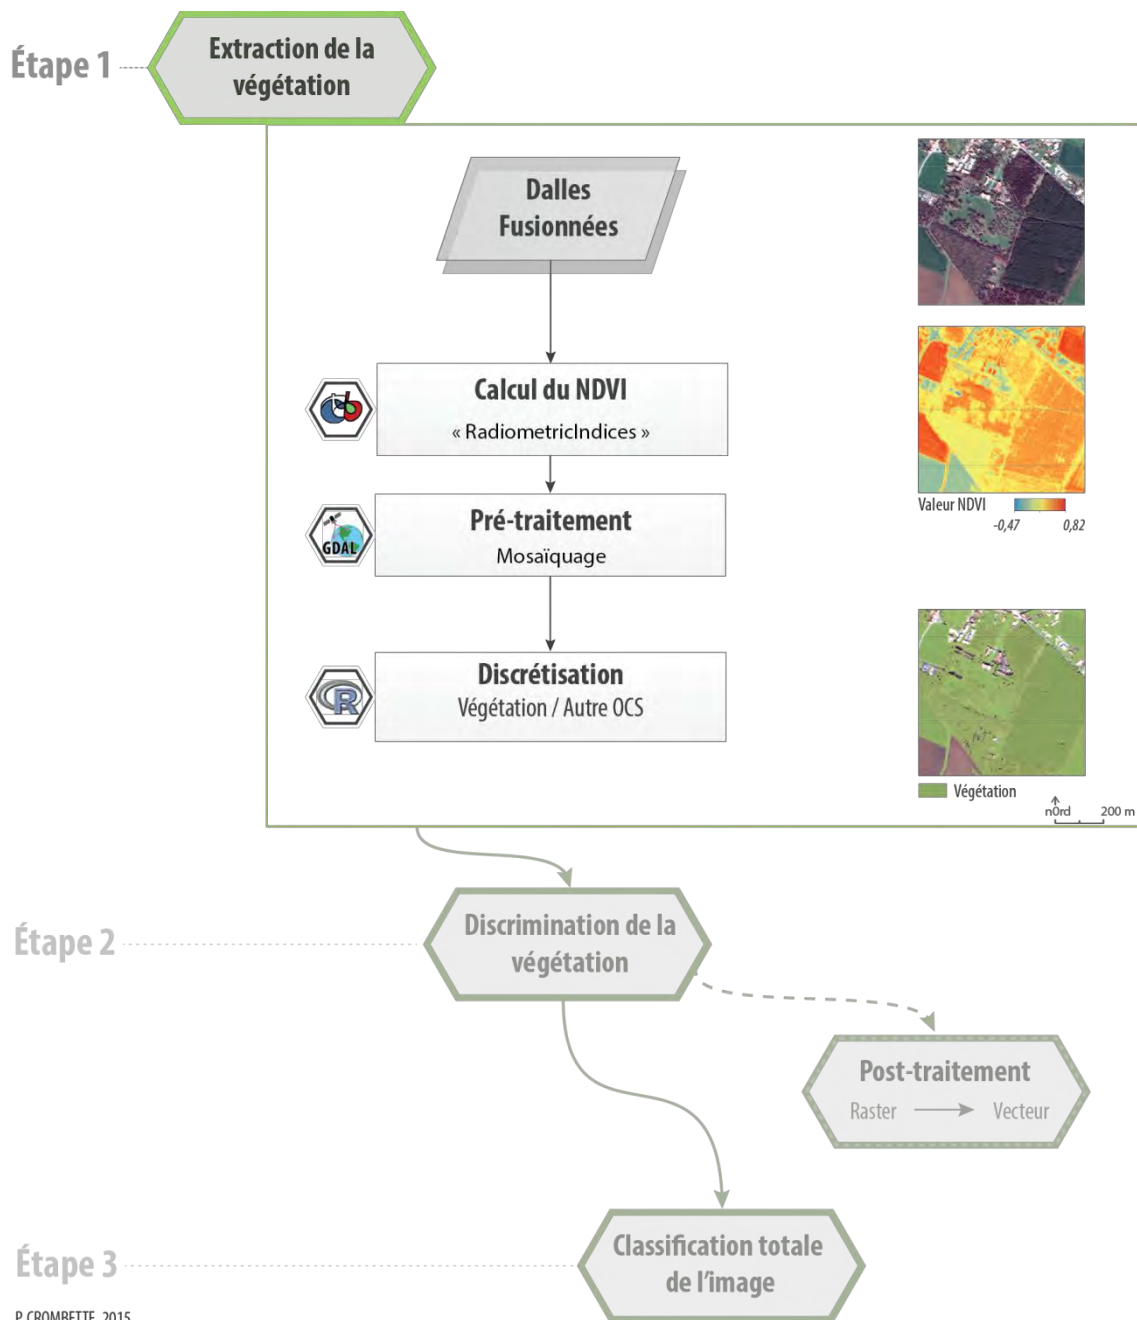 Étape 1
Extraction de la
végétation
Dalles
Fusionnées
Calcul du NDVI
« RadiometricIndices »
GDAL
Pré-traitement
Mosaïquage
R
Discrétisation
Végétation / Autre OCS
Valeur NDVI
-0,47
0,82
Végétation
n0rd
200 m
Étape 2
Discrimination de la
végétation
Post-traitement
Raster
Vecteur
Étape 3
Classification totale
de l'image
P. CROMBETTE, 2015